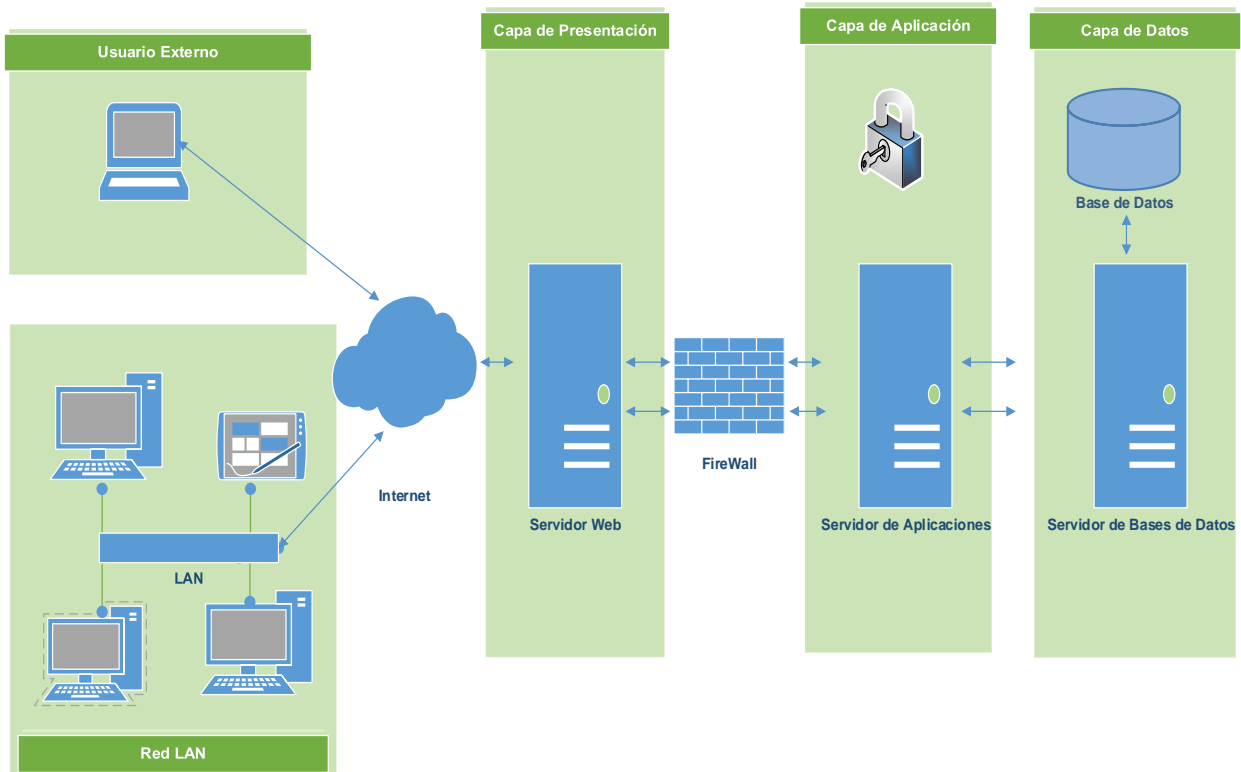 Usuario Externo
Capa de Presentación
Capa de Aplicación
Capa de Datos
Base de Datos
FireWall
Internet
Servidor Web
Servidor de Aplicaciones
Servidor de Bases de Datos
LAN
Red LAN